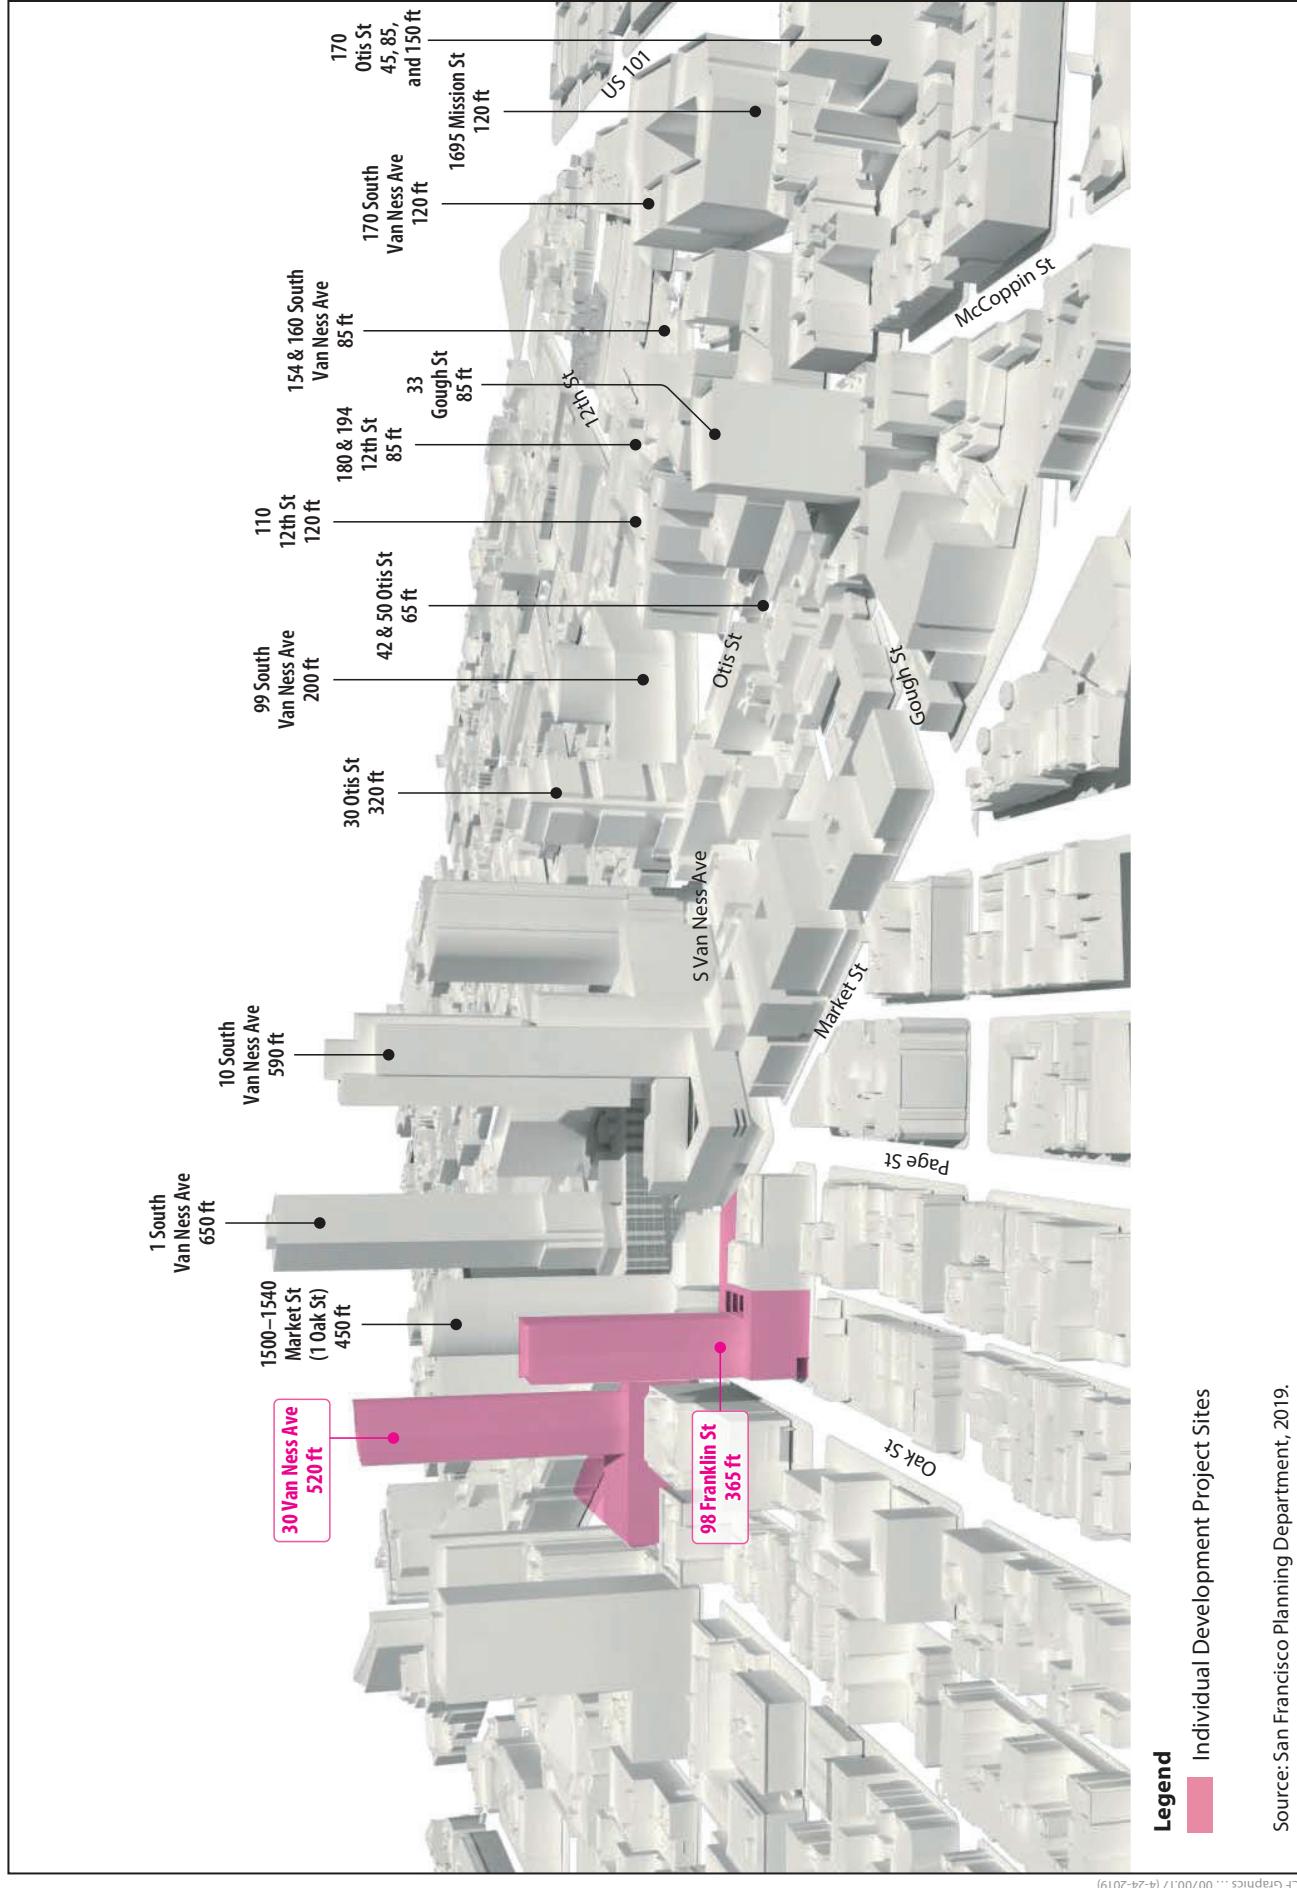 30 Van Ness Ave
520 ft
98 Franklin St
365 ft
1500–1540
Market St
(1 Oak St)
450 ft
1 South
Van Ness Ave
650 ft
10 South
Van Ness Ave
590 ft
30 Otis St
320 ft
99 South
Van Ness Ave
200 ft
42 & 50 Otis St
65 ft
110
12th St
120 ft
180 & 194
12th St
85 ft
33
Gough St
85 ft
154 & 160 South
Van Ness Ave
85 ft
170 South
Van Ness Ave
120 ft
1695 Mission St
120 ft
170
Otis St
45, 85,
and 150 ft
US 101
12th St
Otis St
S Van Ness Ave
Gough St
McCoppin St
Market St
Page St
Oak St
Legend
Individual Development Project Sites
Source: San Francisco Planning Department, 2019.
Graphics … 00700.17 (4-24-2019)